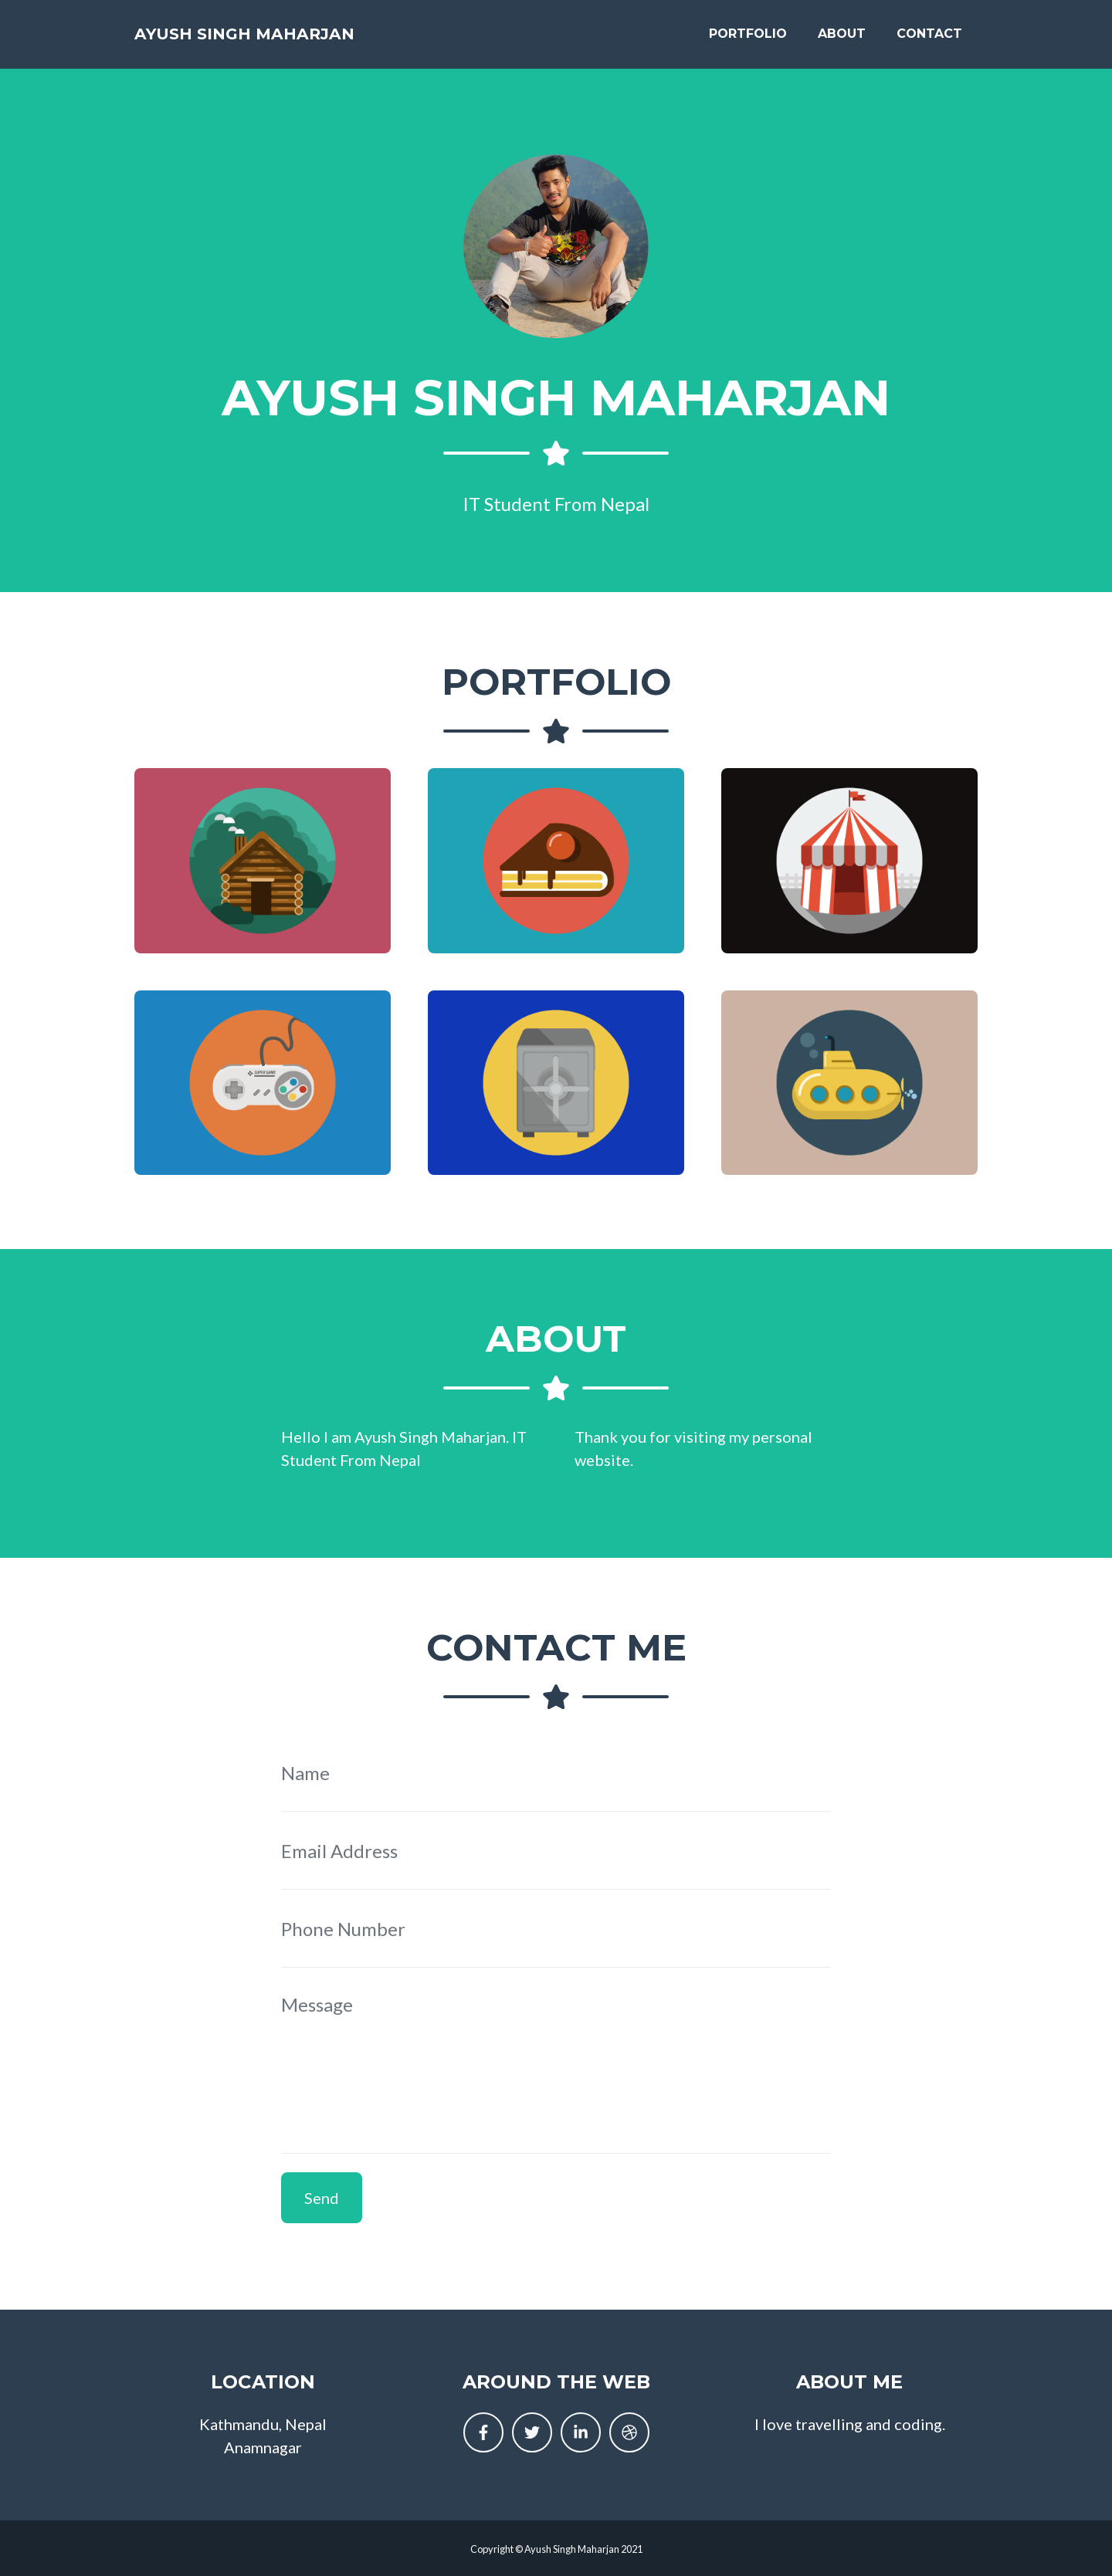 AYUSH SINGH MAHARJAN
PORTFOLIO ABOUT CONTACT
AYUSH SINGH MAHARJAN
IT Student From Nepal
PORTFOLIO
SUPER GAME
ABOUT
Hello I am Ayush Singh Maharjan. IT
Student From Nepal
Thank you for visiting my personal
website.
CONTACT ME
Name
Email Address
Phone Number
Message
Send
LOCATION
Kathmandu, Nepal
Anamnagar
AROUND THE WEB
ABOUT ME
I love travelling and coding.
Copyright © Ayush Singh Maharjan 2021